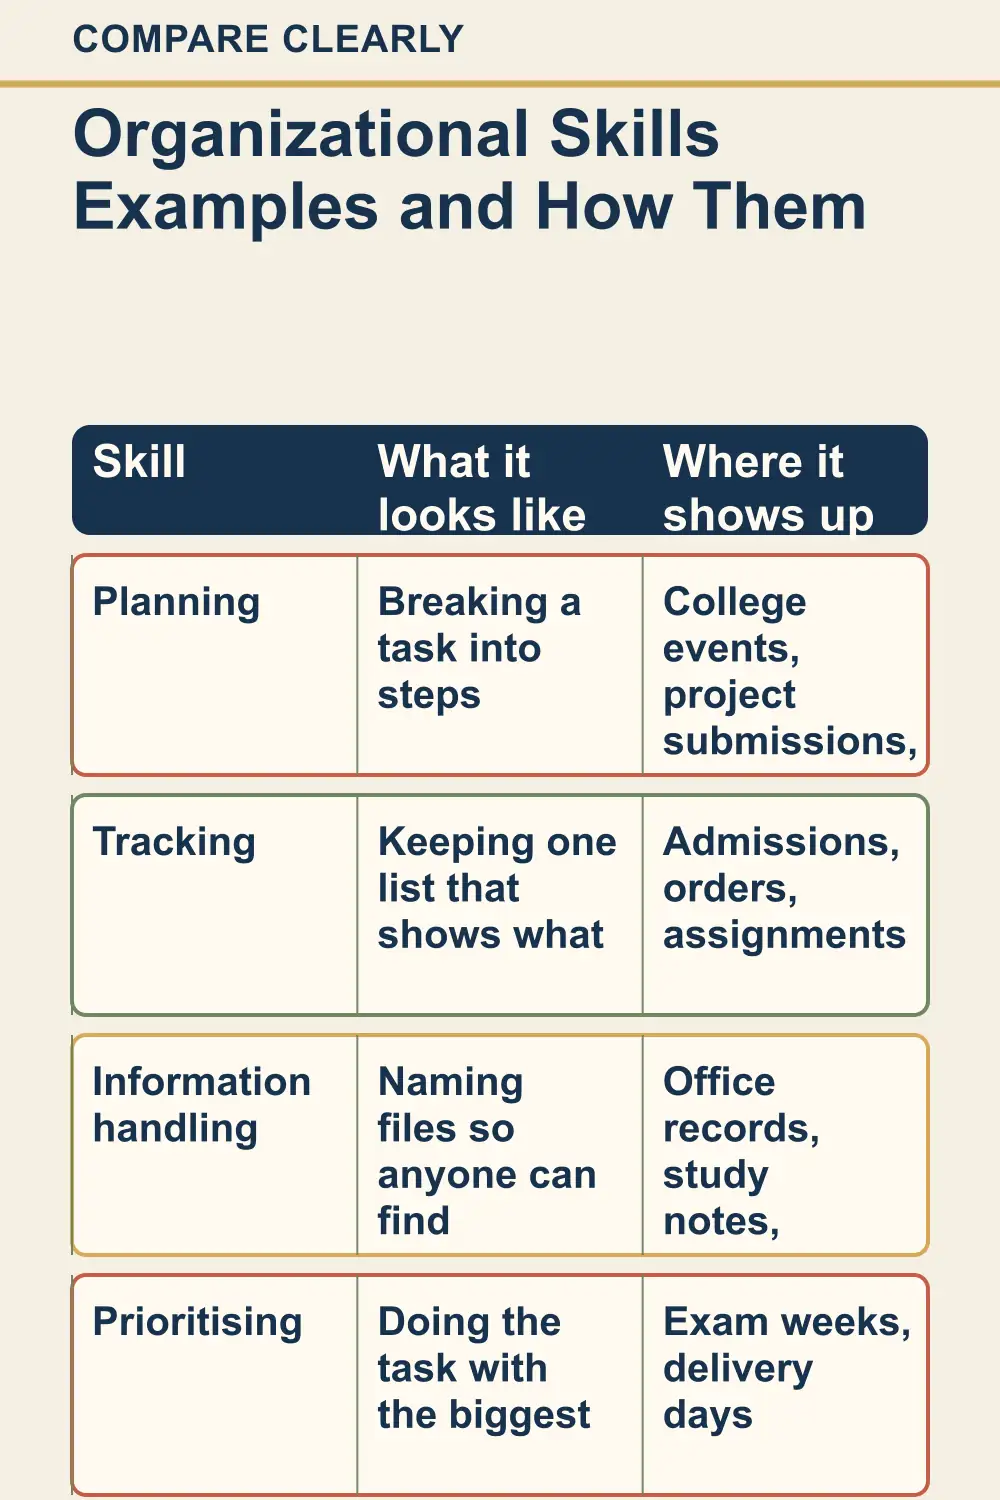 COMPARE CLEARLY
Organizational Skills
Examples and How Them
Skill
What it
looks like
Where it
shows up
Planning
Breaking a
task into
steps
College
events,
project
submissions,
Tracking
Keeping one
list that
shows what
Admissions,
orders,
assignments
Information
handling
Naming
files so
anyone can
find
Office
records,
study
notes,
Prioritising
Doing the
task with
the biggest
Exam weeks,
delivery
days